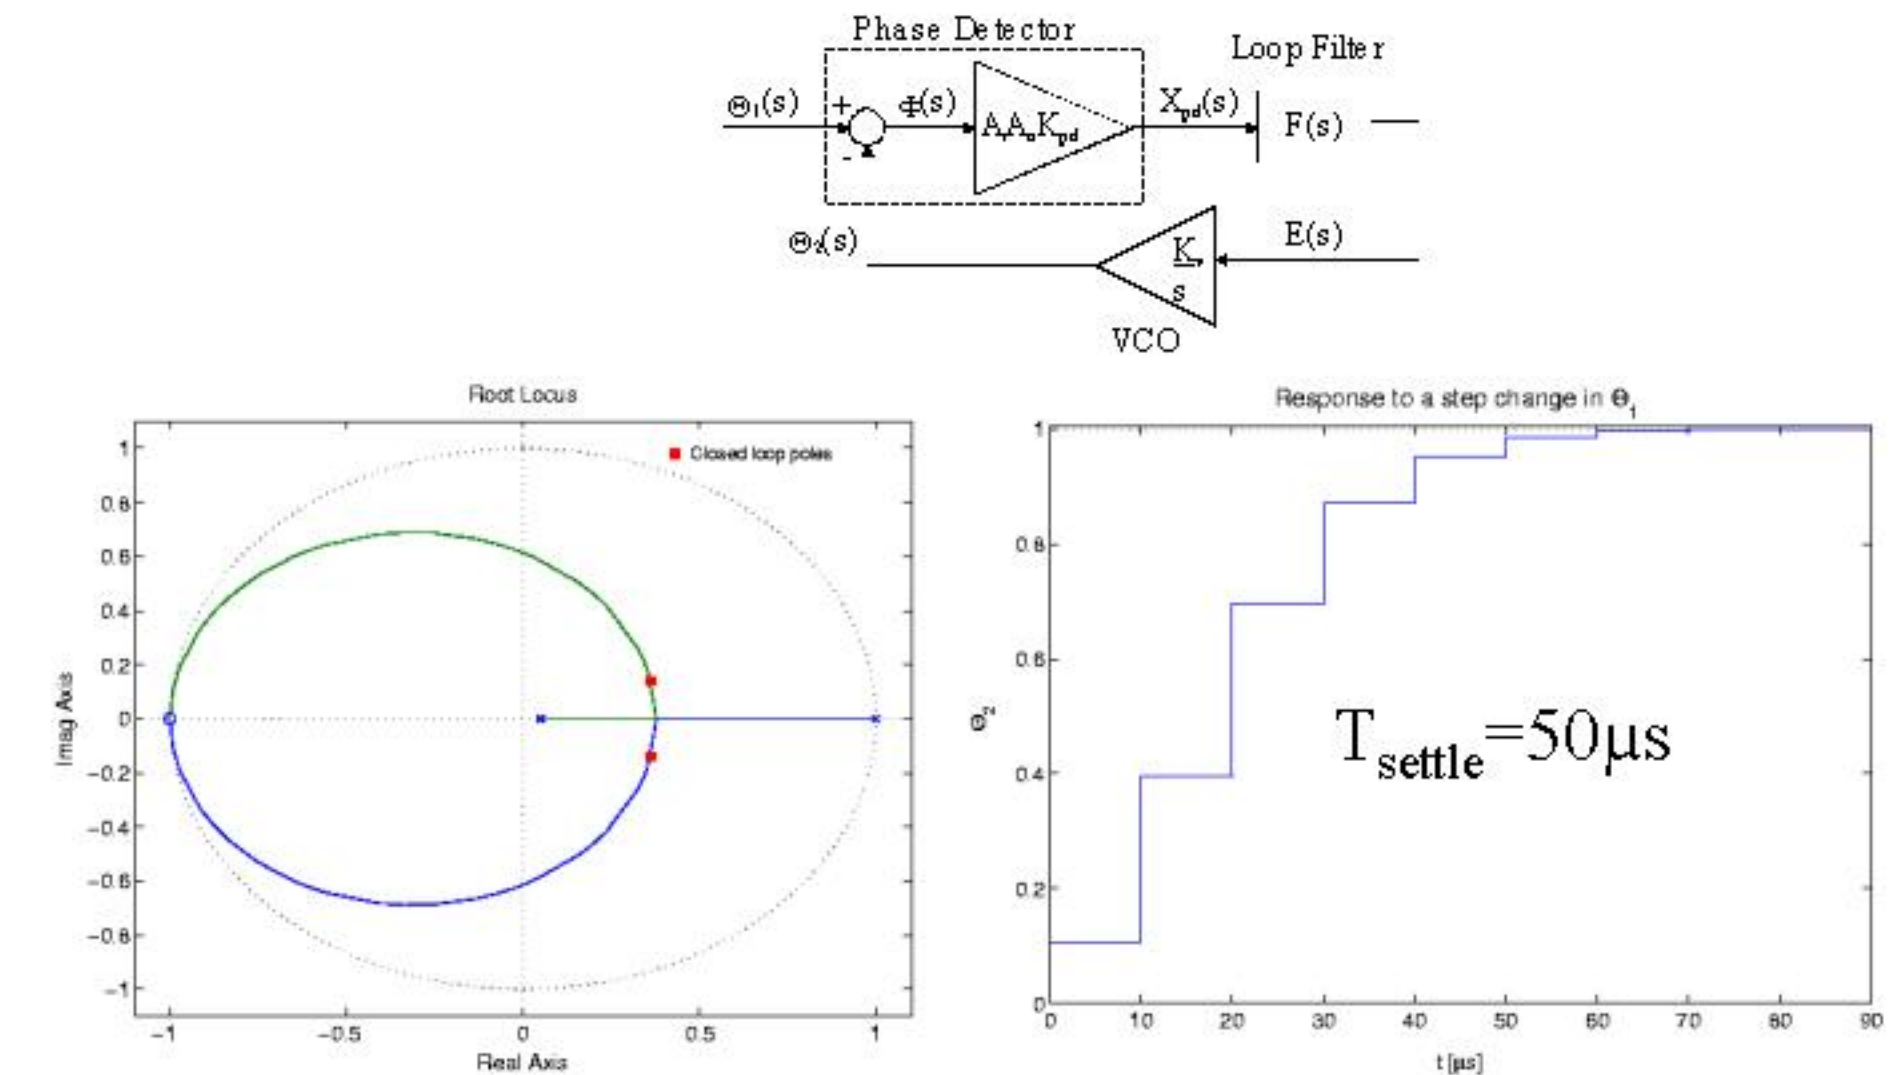 Phase Detector
Loop Filter
Θ₁(s)
+
-
Φ(s)
AᵢAₒKpd
Xpd(s)
F(s)
Θ₂(s)
Kᵥ
s
E(s)
VCO
Root Locus
Closed loop poles
1
0.8
0.6
0.4
0.2
0
−0.2
−0.4
−0.6
−0.8
−1
Imag Axis
−1 −0.5 0 0.5 1
Real Axis
Response to a step change in Θ₁
1
0.8
0.6
0.4
0.2
0
Θ₂
Tsettle=50μs
0 10 20 30 40 50 60 70 80 90
t [μs]